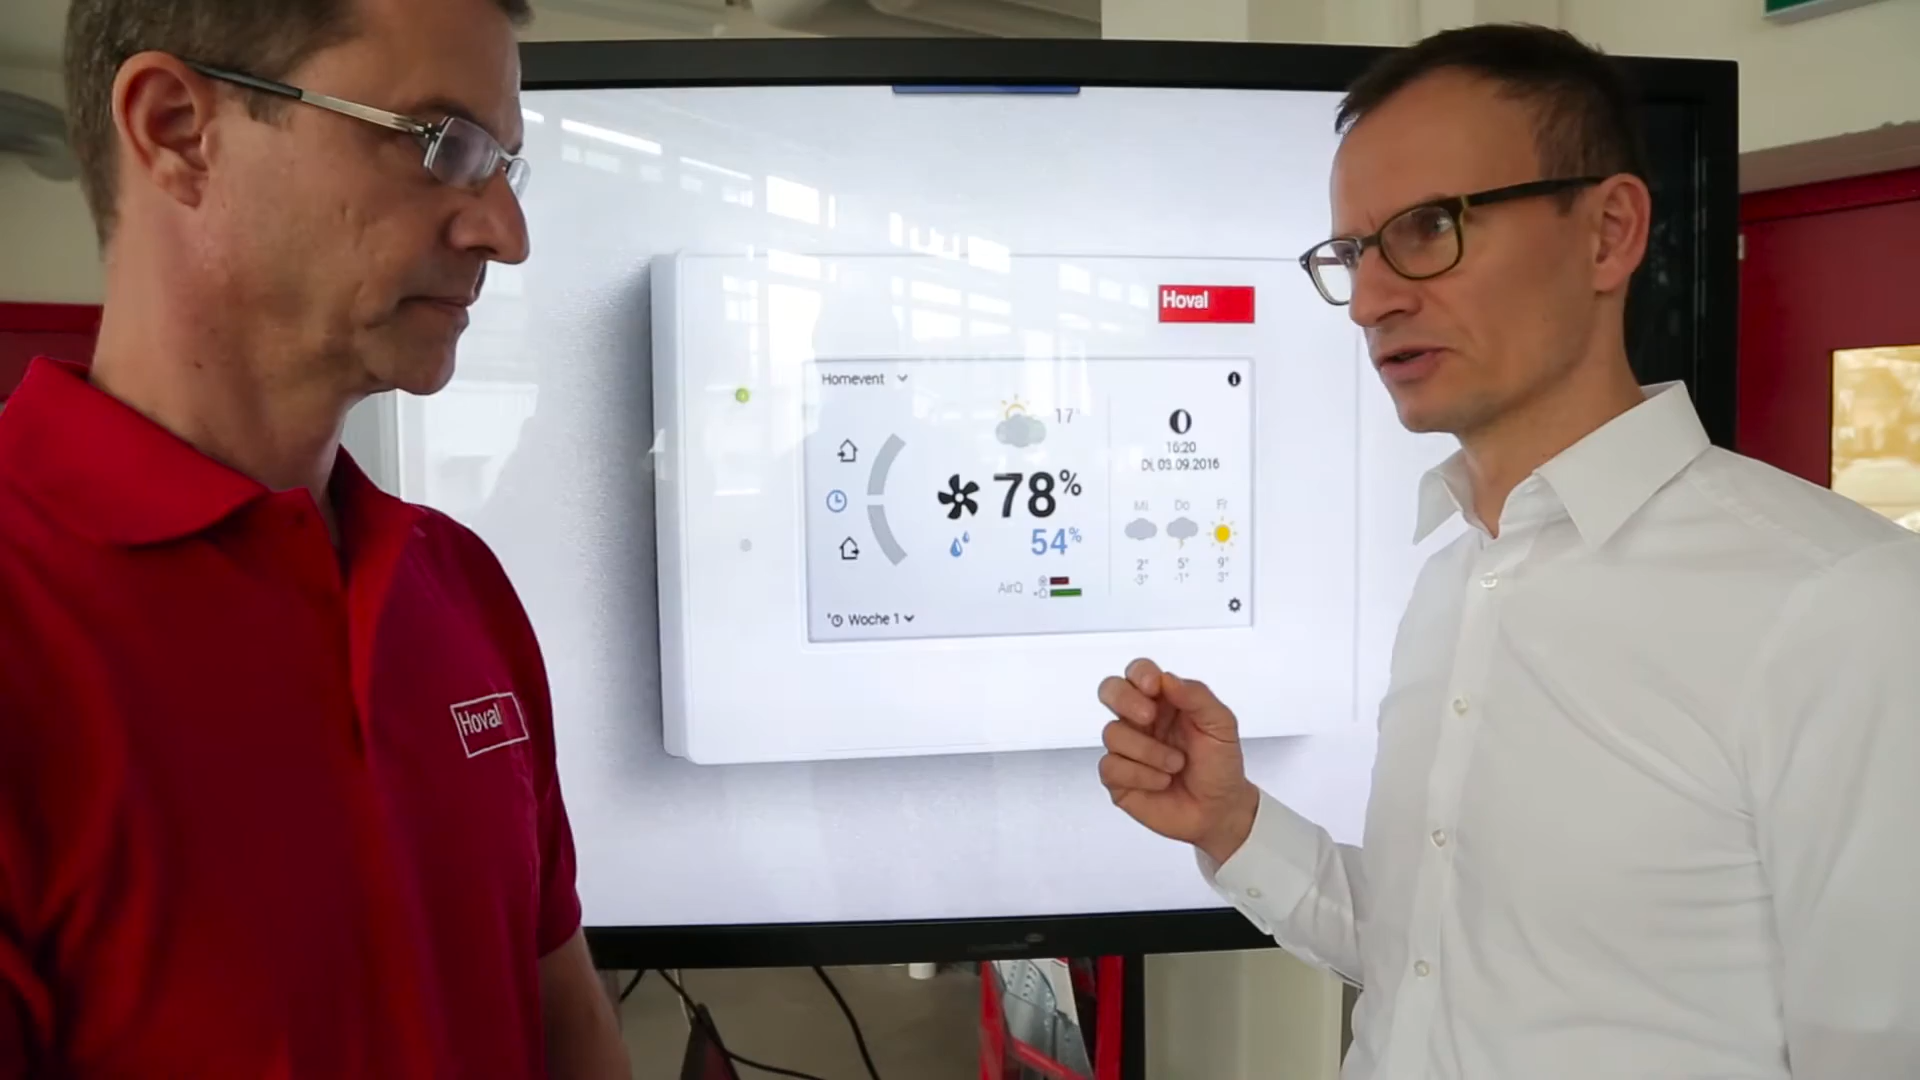 Hoval
Homevent
17°
16:20
Di, 03.09.2016
78%
54%
Mi Do Fr
2° 5° 9°
-3° -1° 3°
AirQ
Woche 1
Hoval